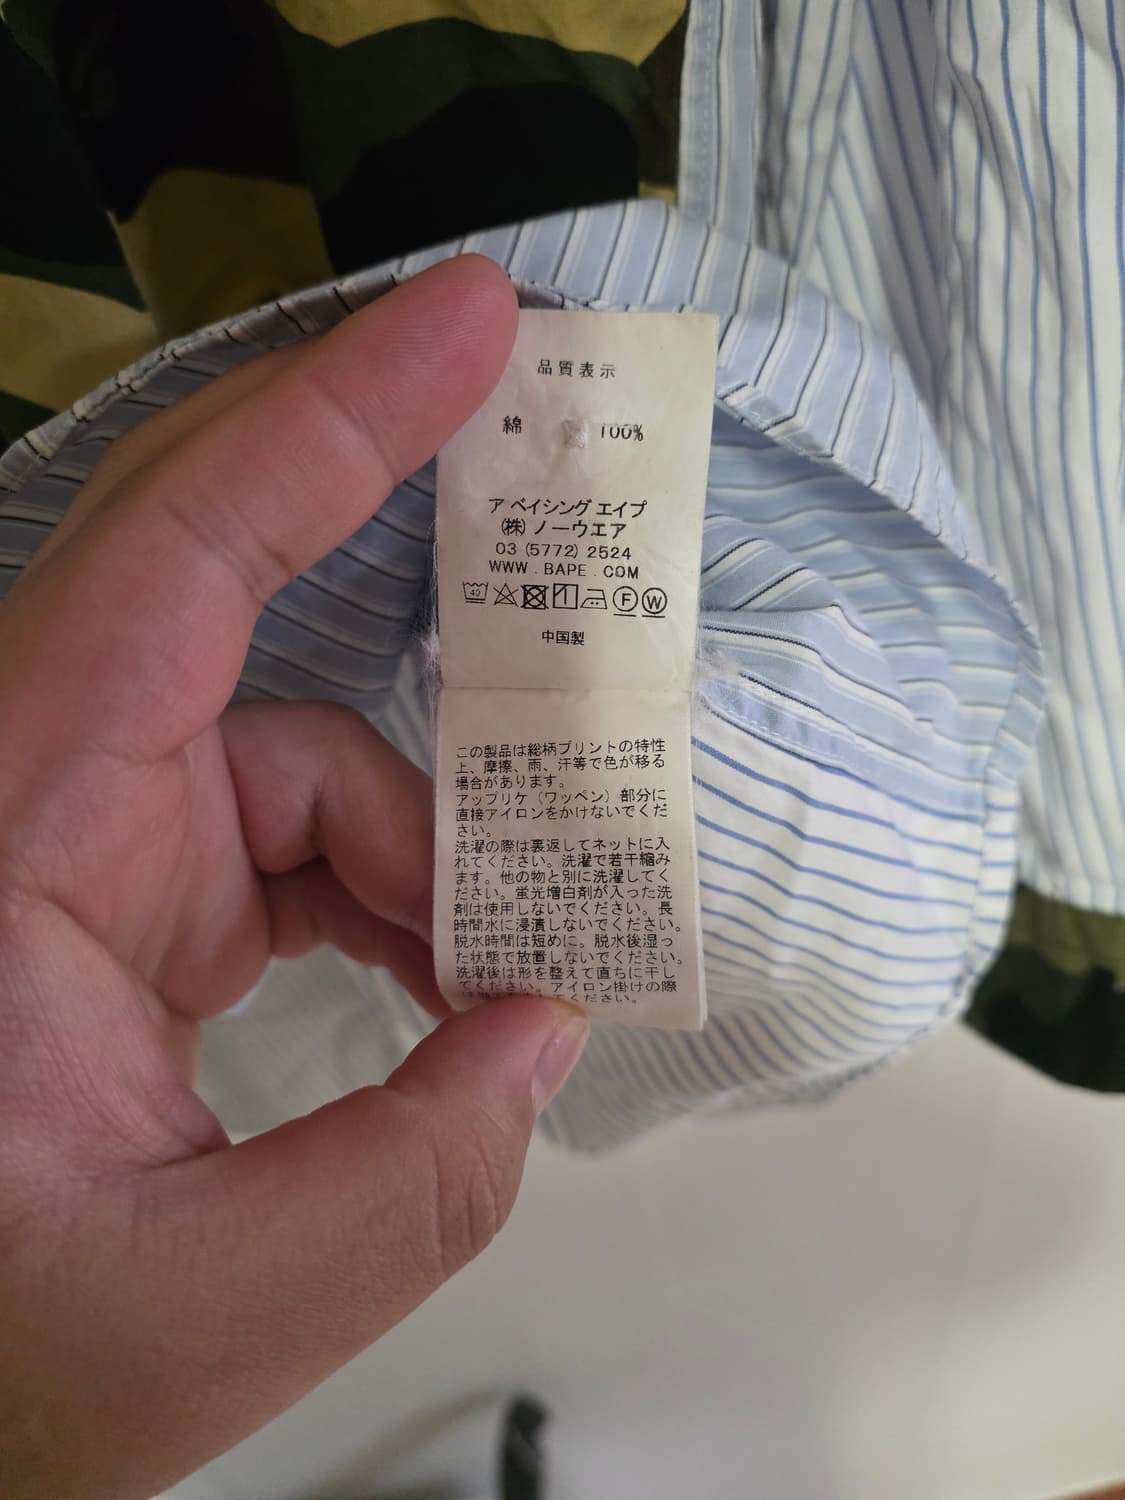 品質表示
綿 100%
ア ベイシング エイプ
(株) ノーウエア
03 (5772) 2524
WWW . BAPE . COM
40 F W
中国製
この製品は総柄プリントの特性
上、摩擦、雨、汗等で色が移る
場合があります。
アップリケ (ワッペン) 部分に
直接アイロンをかけないでくだ
さい。
洗濯の際は裏返してネットに入
れてください。洗濯で若干縮み
ます。他の物と別に洗濯してく
ださい。蛍光増白剤が入った洗
剤は使用しないでください。長
時間水に浸漬しないでください。
脱水時間は短めに。脱水後湿っ
た状態で放置しないでください。
洗濯後は形を整えて直ちに干し
てください。アイロン掛けの際
てください。